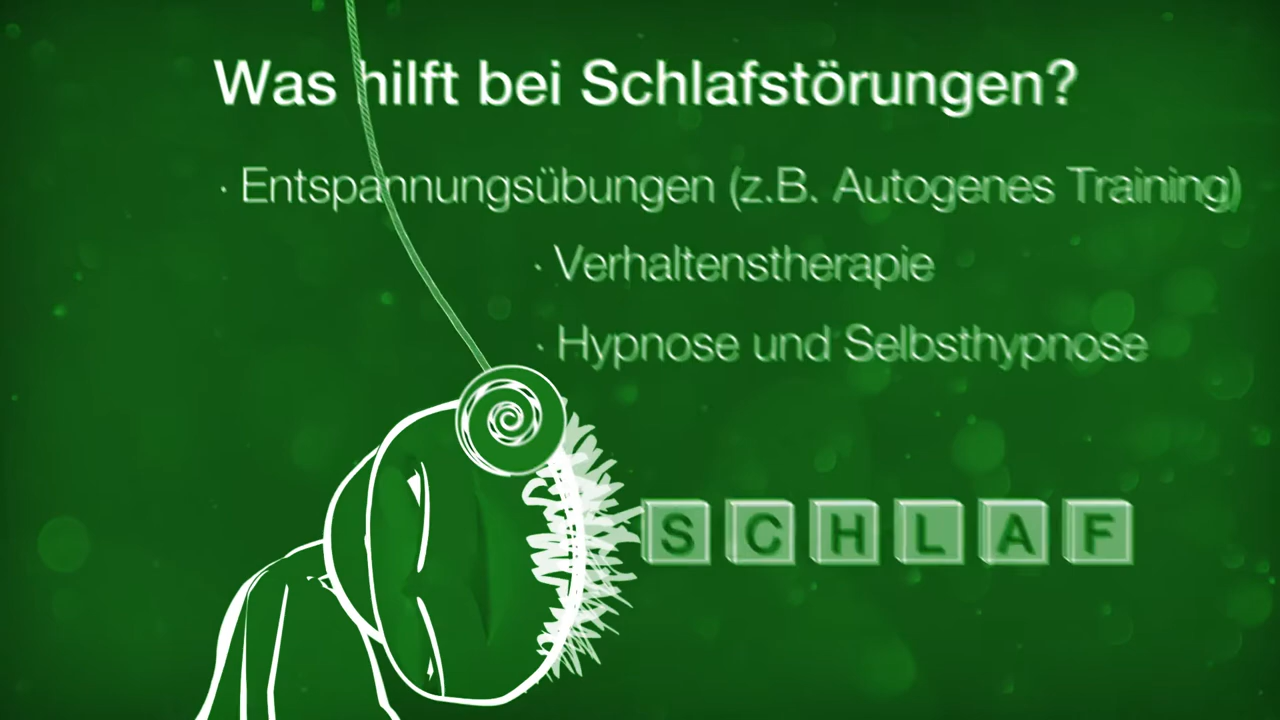 Was hilft bei Schlafstörungen?
· Entspannungsübungen (z.B. Autogenes Training)
· Verhaltenstherapie
· Hypnose und Selbsthypnose
SCHLAF